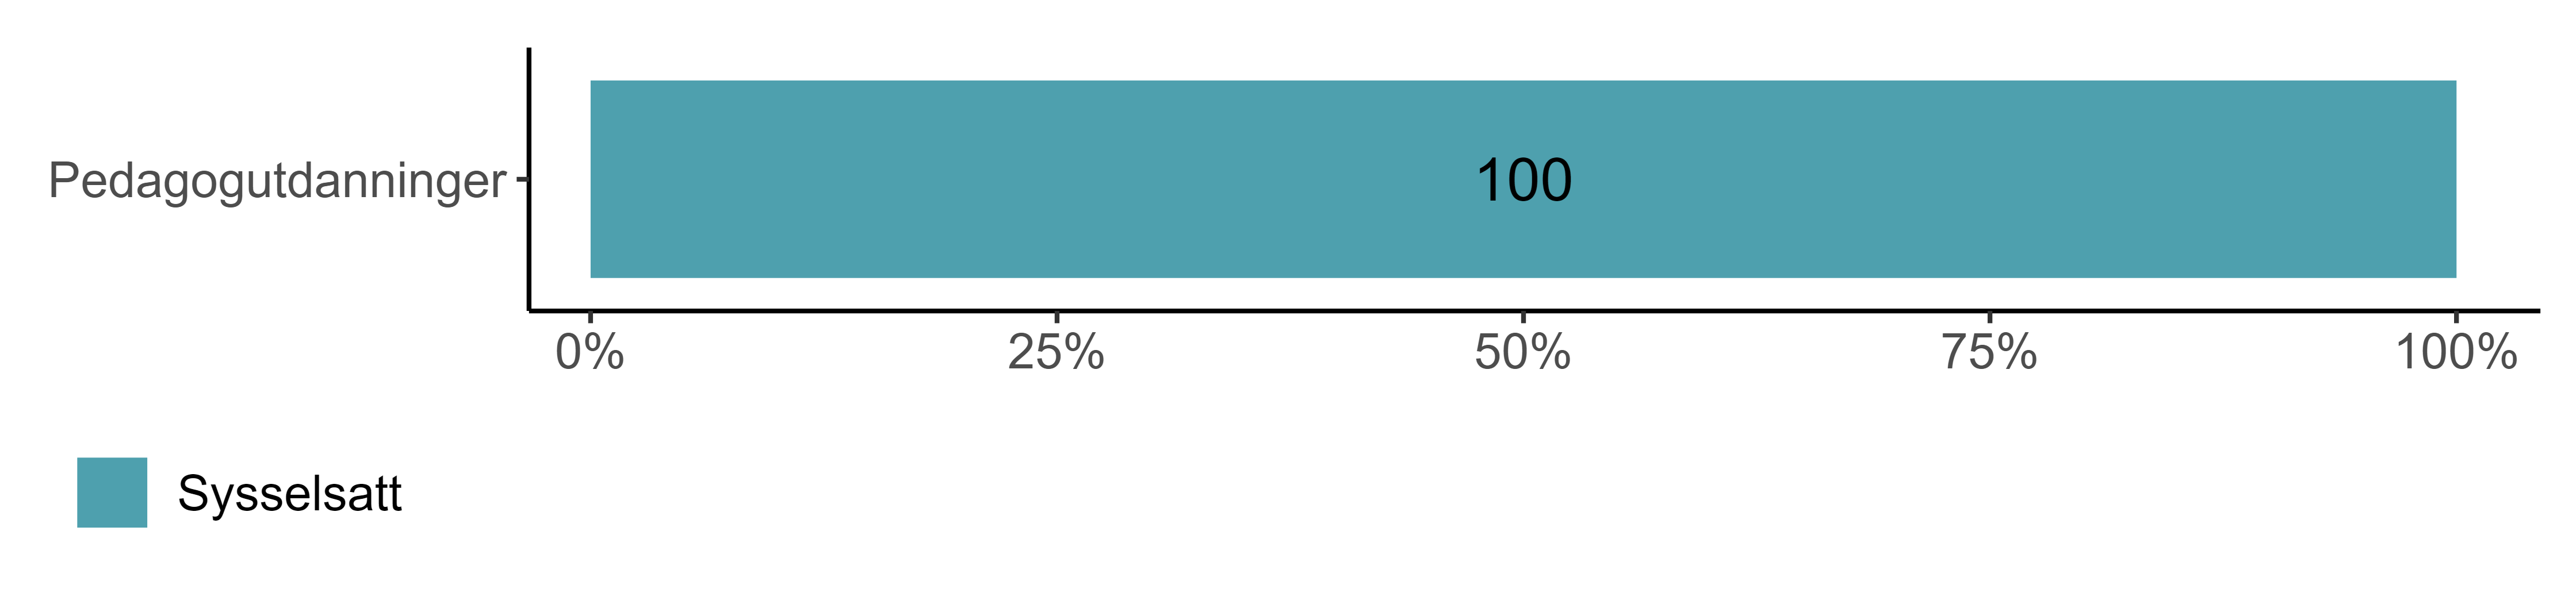 Pedagogutdanninger
100
0% 25% 50% 75% 100%
Sysselsatt